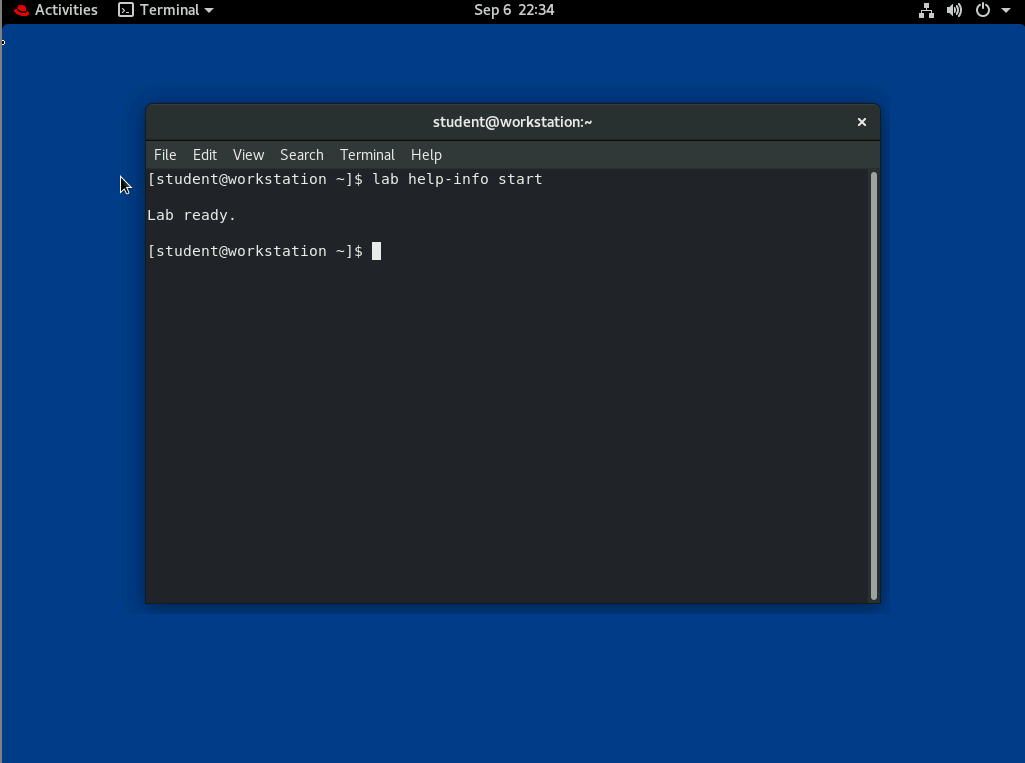 Activities Terminal Sep 6 22:34
student@workstation:~
File Edit View Search Terminal Help
[student@workstation ~]$ lab help-info start
Lab ready.
[student@workstation ~]$